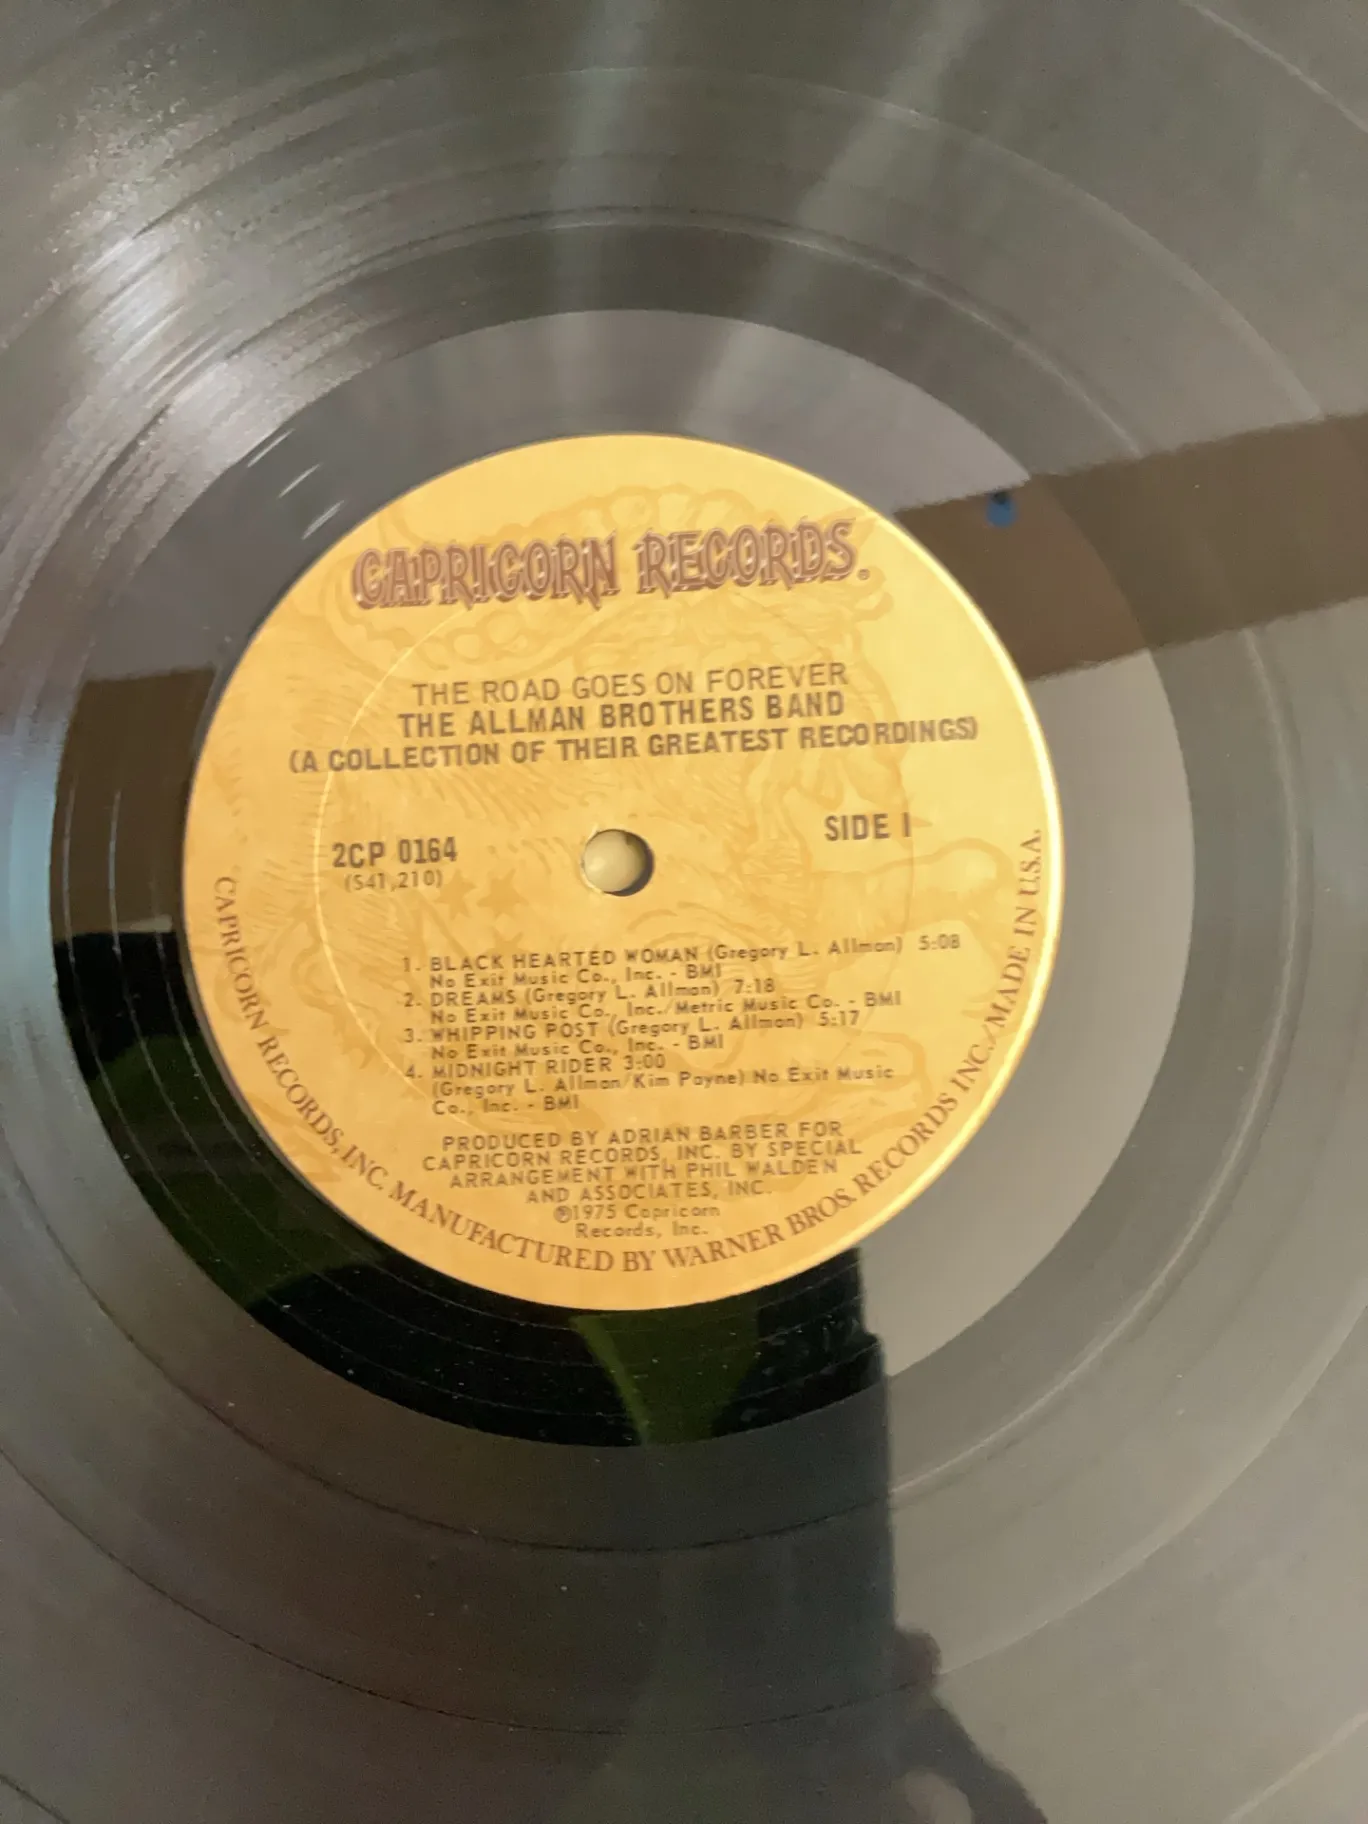 CAPRICORN RECORDS.
THE ROAD GOES ON FOREVER
THE ALLMAN BROTHERS BAND
(A COLLECTION OF THEIR GREATEST RECORDINGS)
2CP 0164
(S41,210)
SIDE I
1. BLACK HEARTED WOMAN (Gregory L. Allman) 5:08
No Exit Music Co., Inc. - BMI
2. DREAMS (Gregory L. Allman) 7:18
No Exit Music Co., Inc./Metric Music Co. - BMI
3. WHIPPING POST (Gregory L. Allman) 5:17
No Exit Music Co., Inc. - BMI
4. MIDNIGHT RIDER 3:00
(Gregory L. Allman/Kim Payne) No Exit Music
Co., Inc. - BMI
PRODUCED BY ADRIAN BARBER FOR
CAPRICORN RECORDS, INC. BY SPECIAL
ARRANGEMENT WITH PHIL WALDEN
AND ASSOCIATES, INC.
℗1975 Capricorn
Records, Inc.
CAPRICORN RECORDS, INC. MANUFACTURED BY WARNER BROS. RECORDS INC./MADE IN U.S.A.